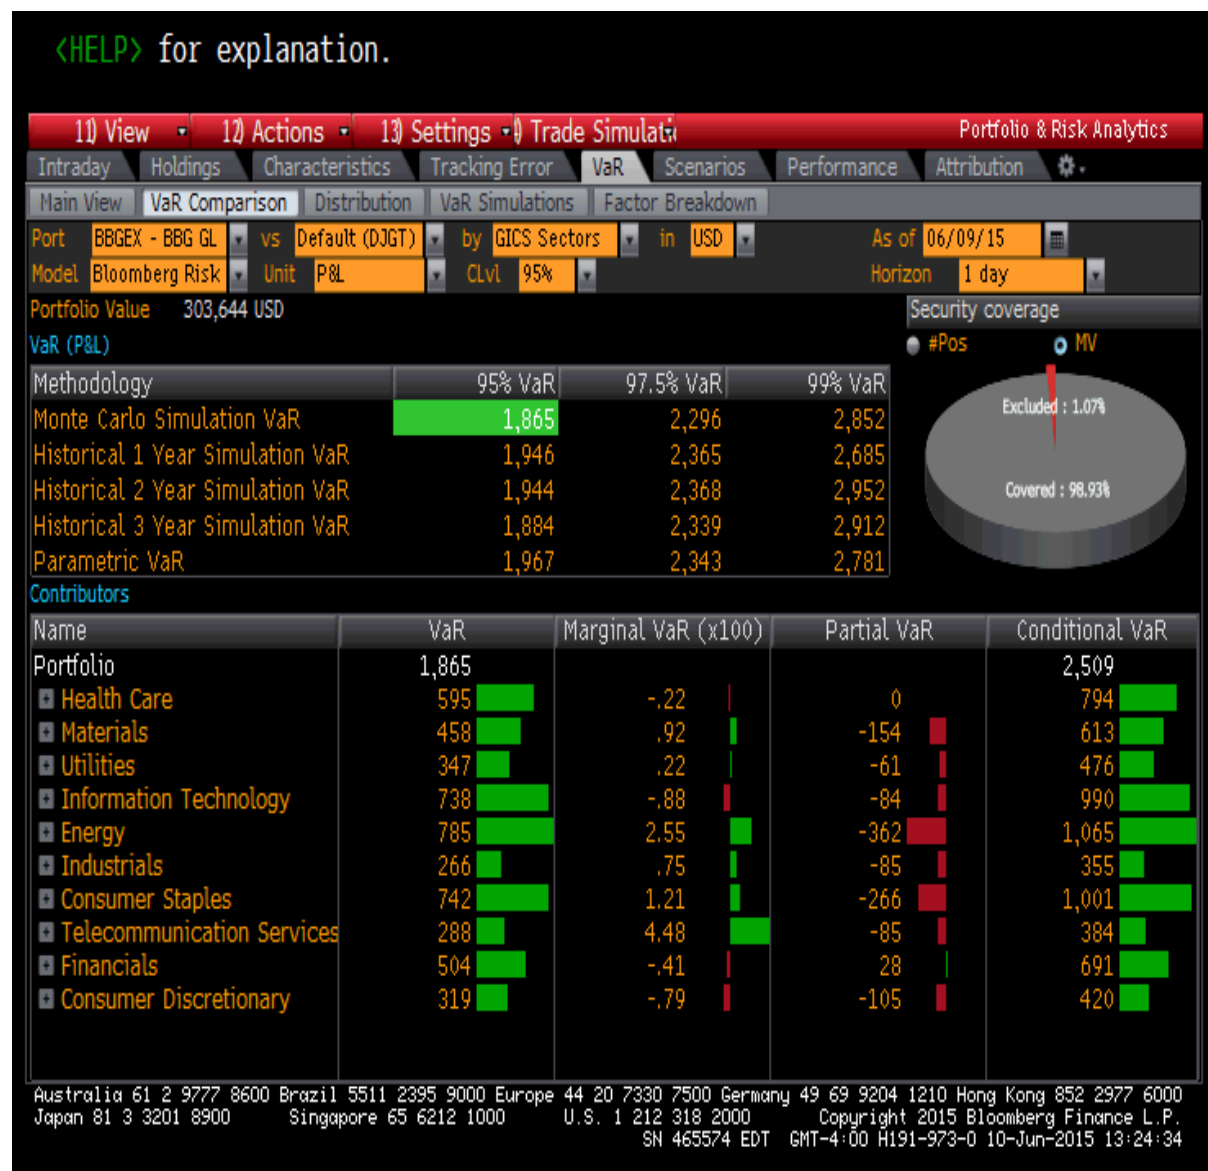 <HELP> for explanation.
11) View 12) Actions 13) Settings Trade Simulati Portfolio & Risk Analytics
Intraday Holdings Characteristics Tracking Error VaR Scenarios Performance Attribution
Main View VaR Comparison Distribution VaR Simulations Factor Breakdown
Port BBGEX - BBG GL vs Default (DJGT) by GICS Sectors in USD As of 06/09/15
Model Bloomberg Risk Unit P&L CLvl 95% Horizon 1 day
Portfolio Value 303,644 USD Security coverage
VaR (P&L) #Pos MV
Methodology 95% VaR 97.5% VaR 99% VaR
Monte Carlo Simulation VaR 1,865 2,296 2,852
Excluded : 1.07%
Historical 1 Year Simulation VaR 1,946 2,365 2,685
Historical 2 Year Simulation VaR 1,944 2,368 2,952
Covered : 98.93%
Historical 3 Year Simulation VaR 1,884 2,339 2,912
Parametric VaR 1,967 2,343 2,781
Contributors
Name VaR Marginal VaR (x100) Partial VaR Conditional VaR
Portfolio 1,865 2,509
Health Care 595 -.22 0 794
Materials 458 .92 -154 613
Utilities 347 .22 -61 476
Information Technology 738 -.88 -84 990
Energy 785 2.55 -362 1,065
Industrials 266 .75 -85 355
Consumer Staples 742 1.21 -266 1,001
Telecommunication Services 288 4.48 -85 384
Financials 504 -.41 28 691
Consumer Discretionary 319 -.79 -105 420
Australia 61 2 9777 8600 Brazil 5511 2395 9000 Europe 44 20 7330 7500 Germany 49 69 9204 1210 Hong Kong 852 2977 6000
Japan 81 3 3201 8900 Singapore 65 6212 1000 U.S. 1 212 318 2000 Copyright 2015 Bloomberg Finance L.P.
SN 465574 EDT GMT-4:00 H191-973-0 10-Jun-2015 13:24:34